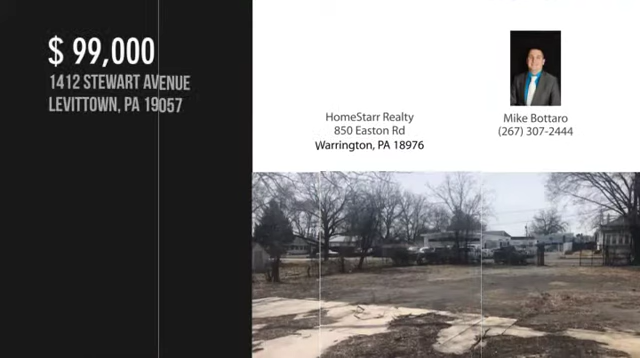 $ 99,000
1412 STEWART AVENUE
LEVITTOWN, PA 19057
HomeStarr Realty
850 Easton Rd
Warrington, PA 18976
Mike Bottaro
(267) 307-2444